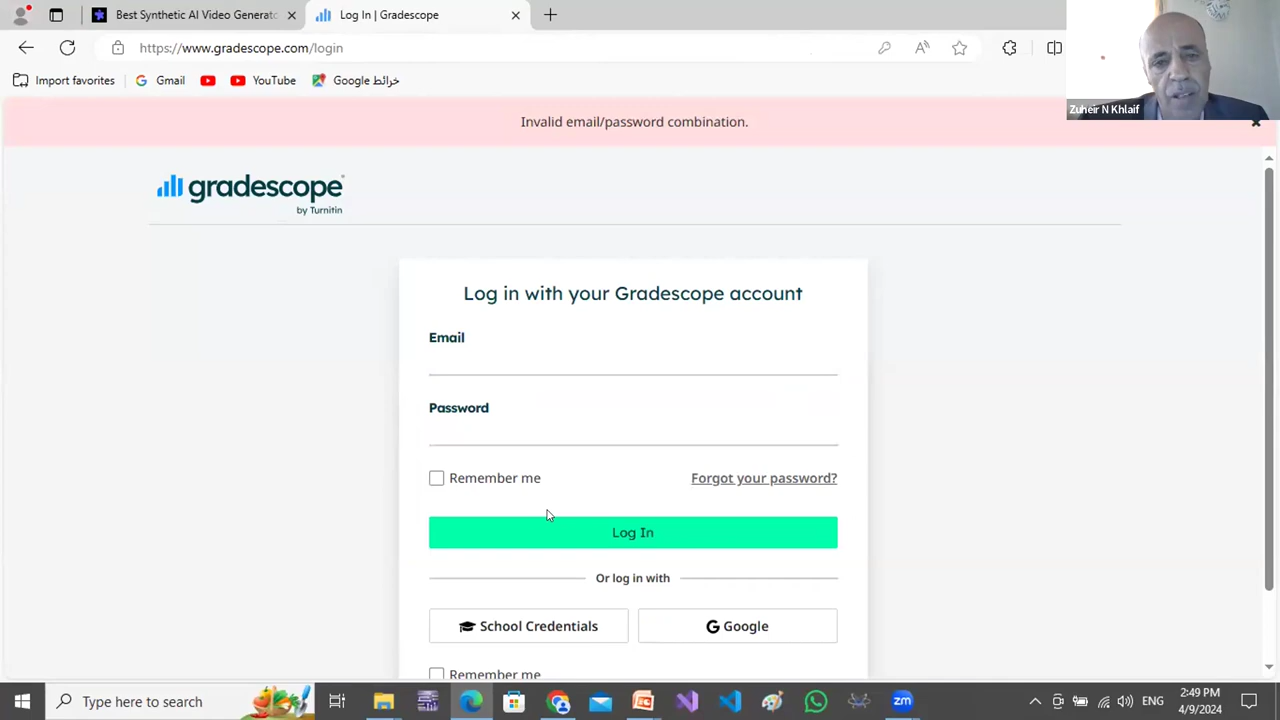 Best Synthetic AI Video Generato
Log In | Gradescope
https://www.gradescope.com/login
Import favorites
Gmail
YouTube
خرائط Google
Zuheir N Khlaif
Invalid email/password combination.
gradescope
by Turnitin
Log in with your Gradescope account
Email
Password
Remember me
Forgot your password?
Log In
Or log in with
School Credentials
Google
Remember me
Type here to search
zm
ENG
2:49 PM
4/9/2024